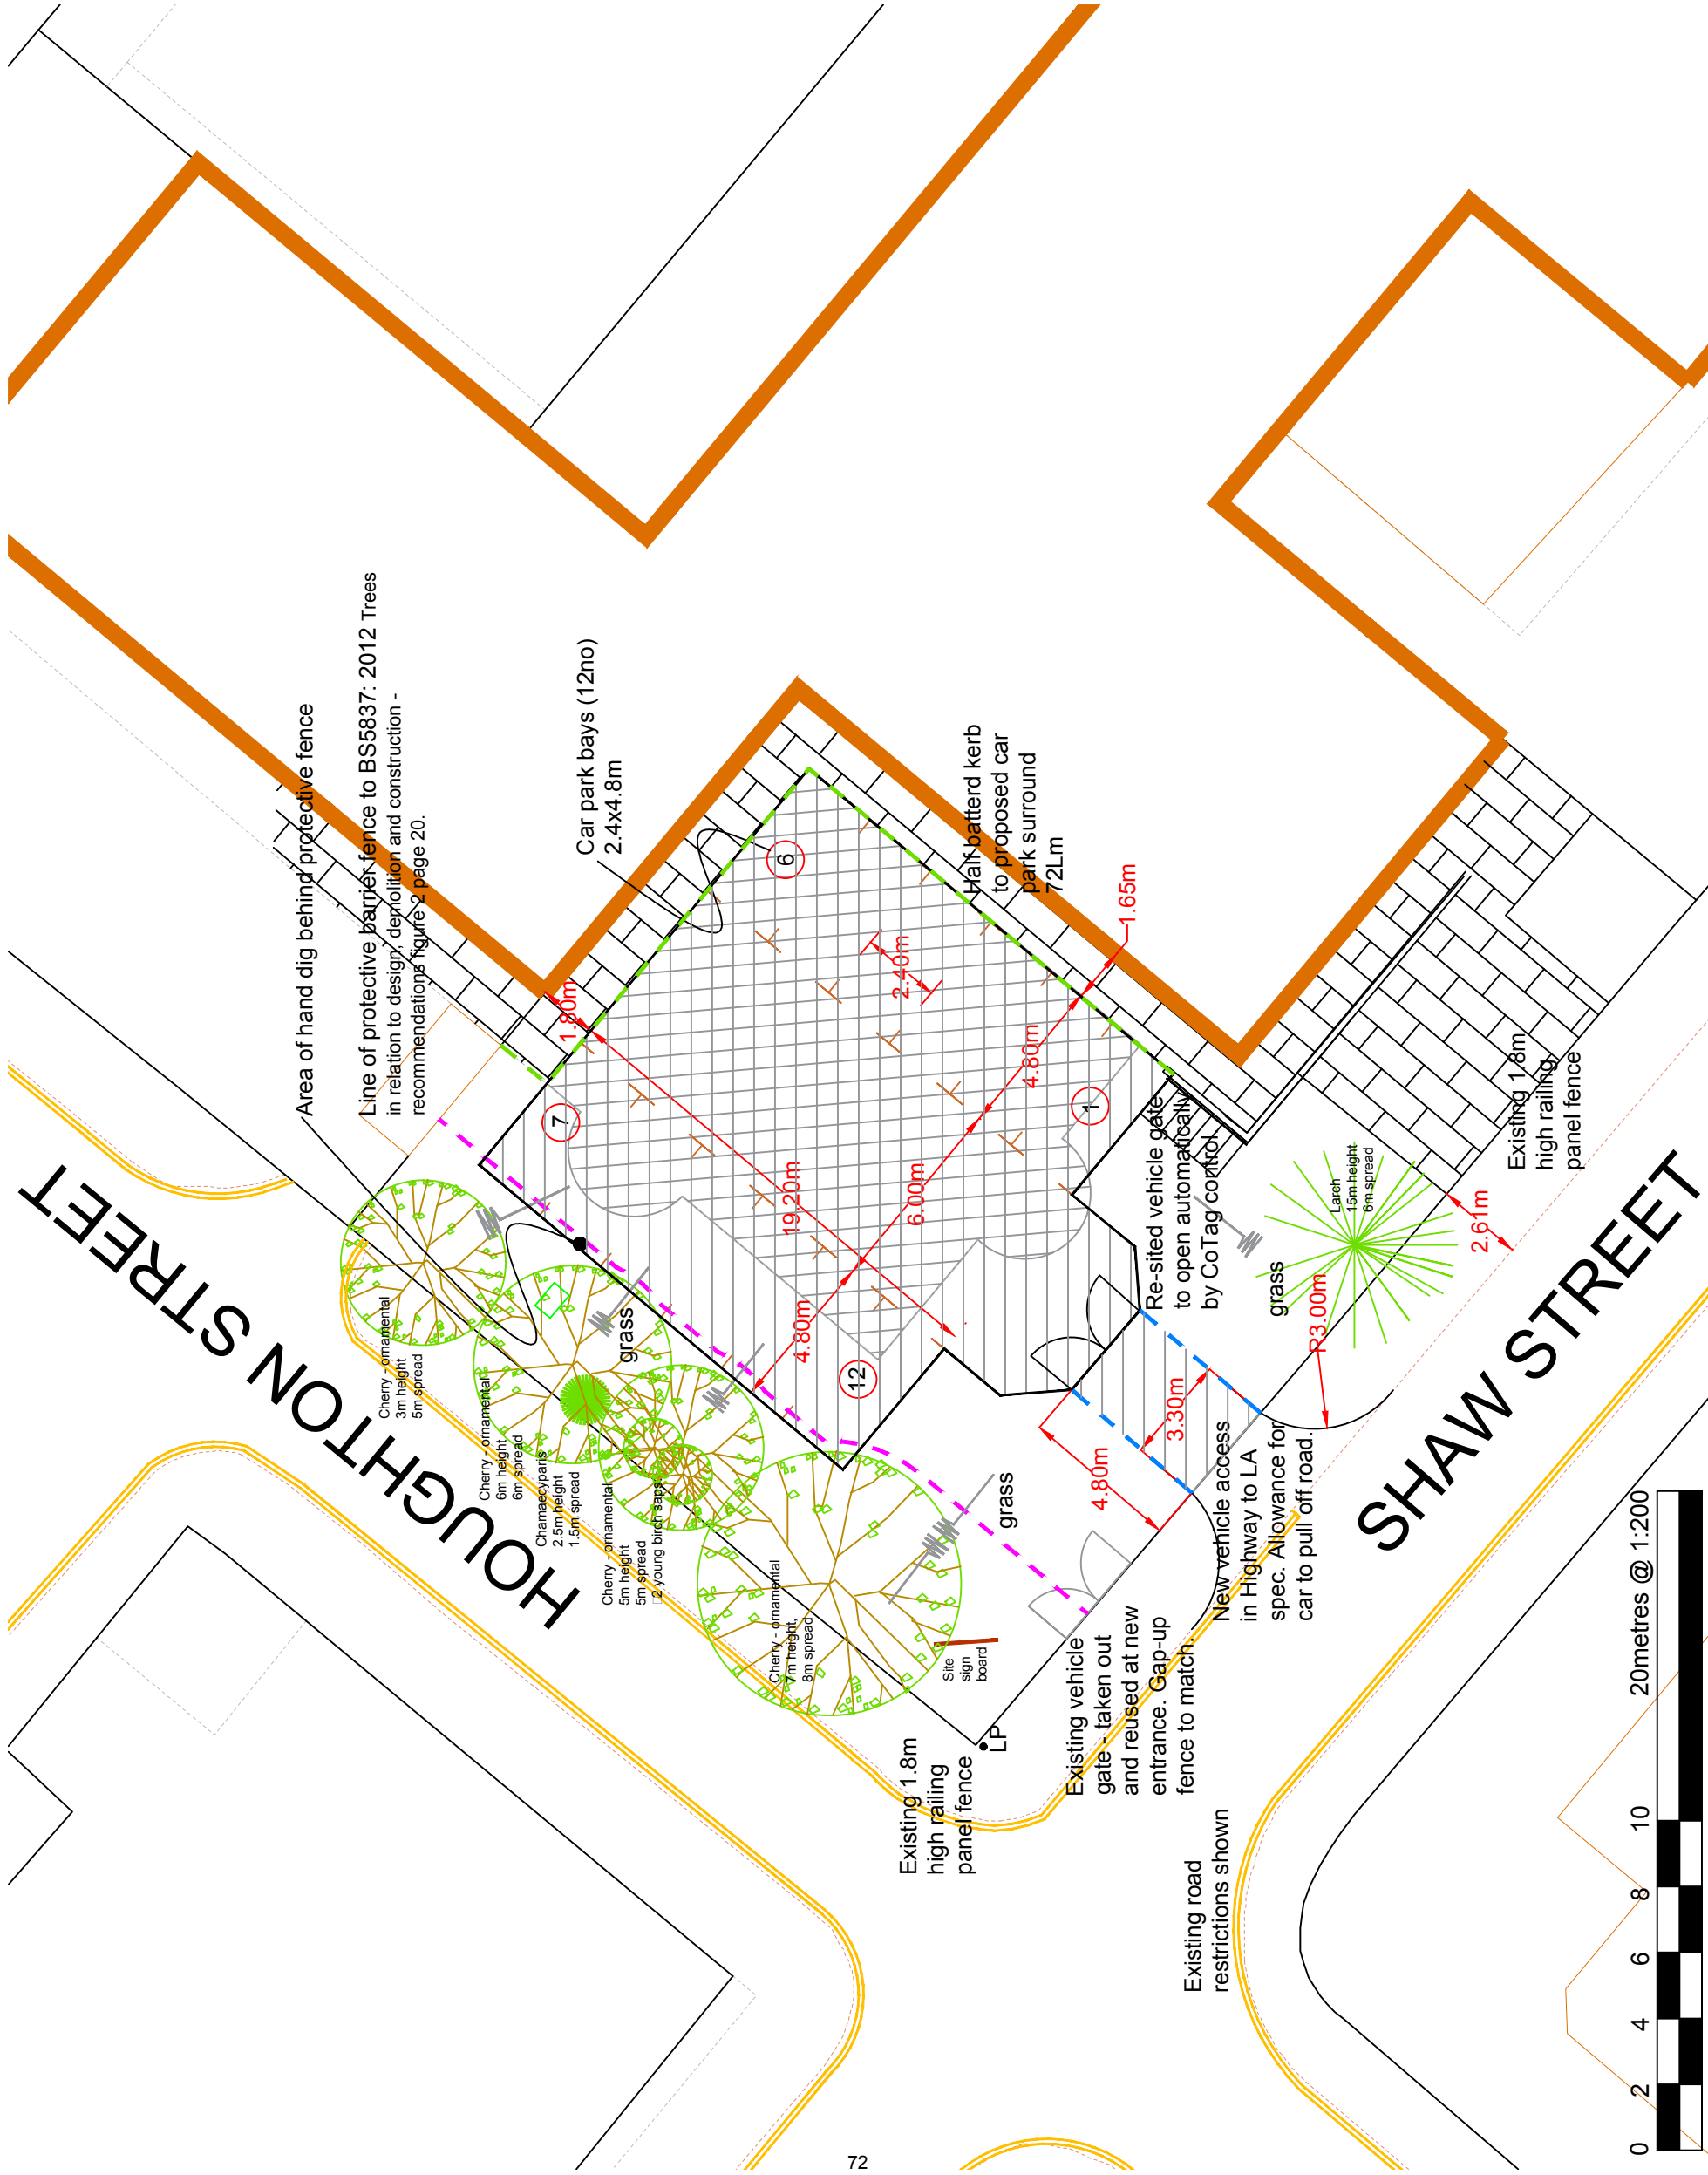 HOUGHTON STREET
SHAW STREET
Area of hand dig behind protective fence
Line of protective barrier fence to BS5837: 2012 Trees
in relation to design, demolition and construction -
recommendations figure 2 page 20.
Car park bays (12no)
2.4x4.8m
Half batterd kerb
to proposed car
park surround
72Lm
1.65m
1.80m
2.40m
4.80m
6.00m
19.20m
4.80m
6
7
1
12
Cherry - ornamental
3m height
5m spread
Cherry - ornamental
6m height
6m spread
Chamaecyparis
2.5m height
1.5m spread
Cherry - ornamental
5m height
5m spread
2 young birch saps.
Cherry - ornamental
7m height,
8m spread
grass
grass
grass
Site
sign
board
LP
Larch
15m height
6m spread
Existing 1.8m
high railing
panel fence
2.61m
R3.00m
Re-sited vehicle gate
to open automatically
by CoTag control
3.30m
4.80m
New vehicle access
in Highway to LA
spec. Allowance for
car to pull off road.
Existing vehicle
gate - taken out
and reused at new
entrance. Gap-up
fence to match.
Existing 1.8m
high railing
panel fence
Existing road
restrictions shown
0 2 4 6 8 10 20metres @ 1:200
72